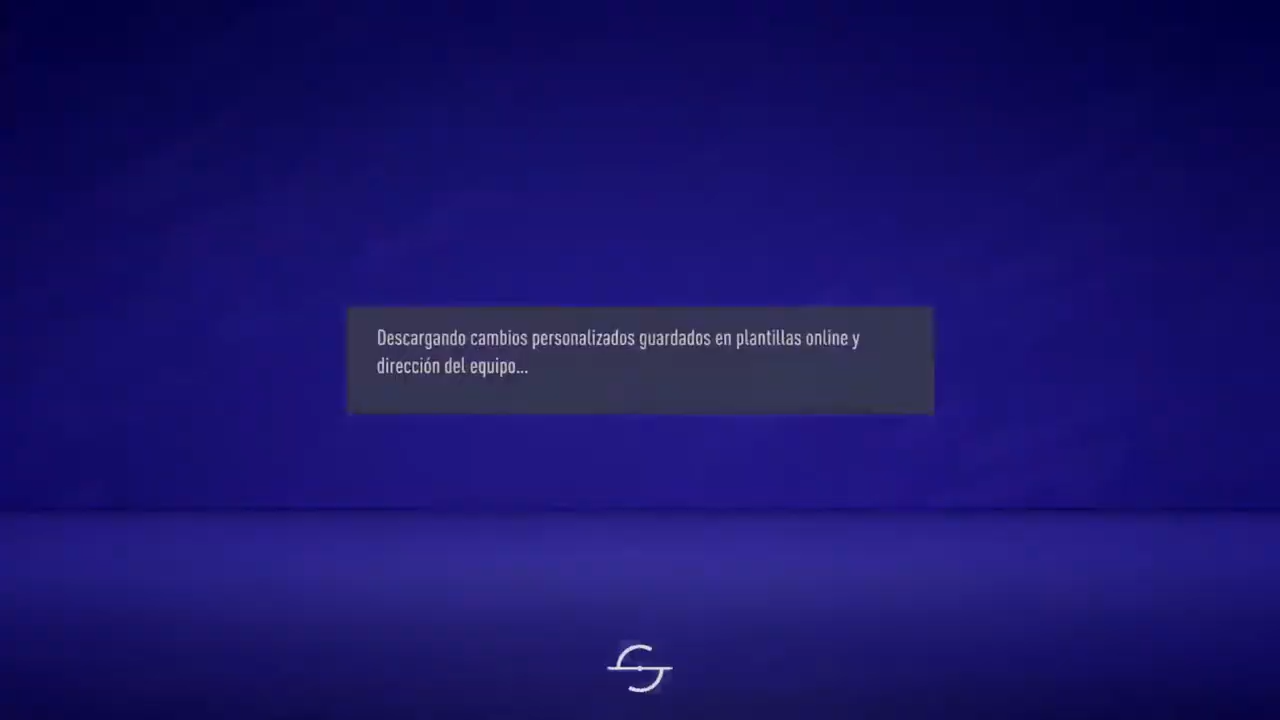 Descargando cambios personalizados guardados en plantillas online y
dirección del equipo...